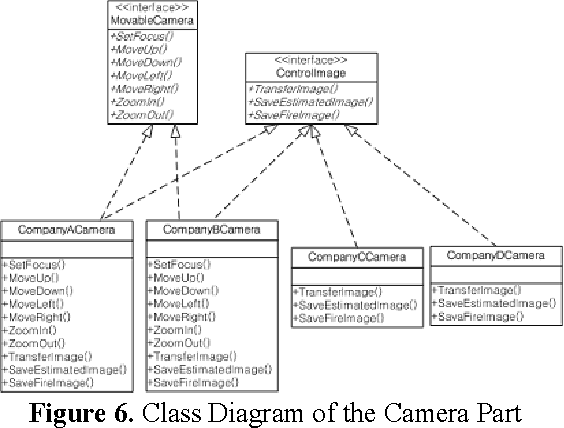 <<interface>>
MovableCamera
+SetFocus()
+MoveUp()
+MoveDown()
+MoveLeft()
+MoveRight()
+ZoomIn()
+ZoomOut()
<<interface>>
ControlImage
+TransferImage()
+SaveEstimatedImage()
+SaveFireImage()
CompanyACamera
+SetFocus()
+MoveUp()
+MoveDown()
+MoveLeft()
+MoveRight()
+ZoomIn()
+ZoomOut()
+TransferImage()
+SaveEstimatedImage()
+SaveFireImage()
CompanyBCamera
+SetFocus()
+MoveUp()
+MoveDown()
+MoveLeft()
+MoveRight()
+ZoomIn()
+ZoomOut()
+TransferImage()
+SaveEstimatedImage()
+SaveFireImage()
CompanyCCamera
+TransferImage()
+SaveEstimatedImage()
+SaveFireImage()
CompanyDCamera
+TransferImage()
+SaveEstimatedImage()
+SaveFireImage()
Figure 6. Class Diagram of the Camera Part